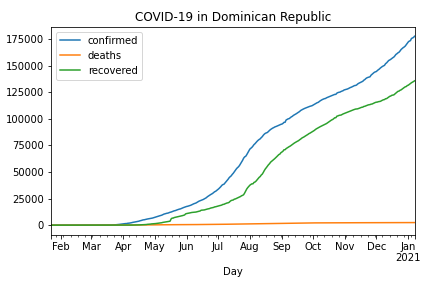 COVID-19 in Dominican Republic
confirmed
deaths
recovered
175000
150000
125000
100000
75000
50000
25000
0
Feb Mar Apr May Jun Jul Aug Sep Oct Nov Dec Jan
2021
Day